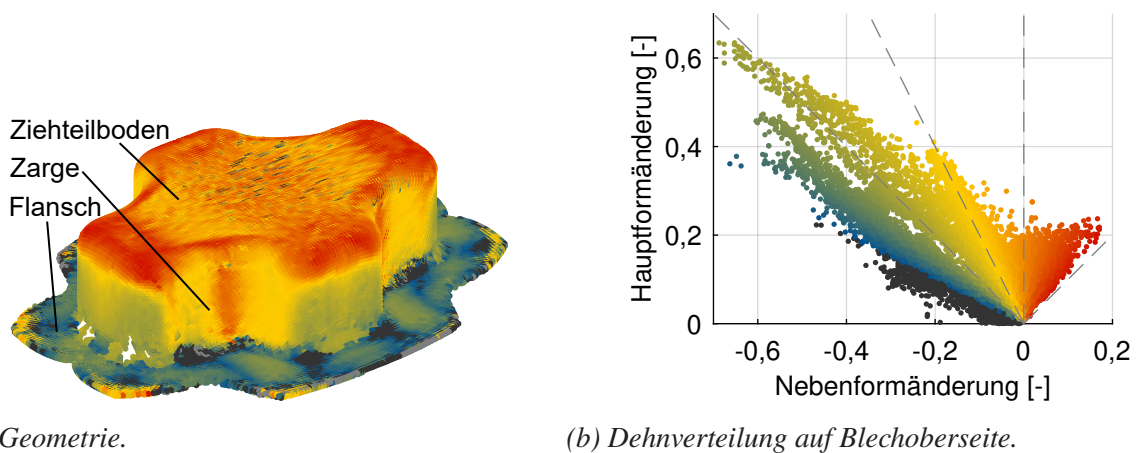 Ziehteilboden
Zarge
Flansch
Hauptformänderung [-]
0,6
0,4
0,2
0
-0,6 -0,4 -0,2 0 0,2
Nebenformänderung [-]
Geometrie.
(b) Dehnverteilung auf Blechoberseite.